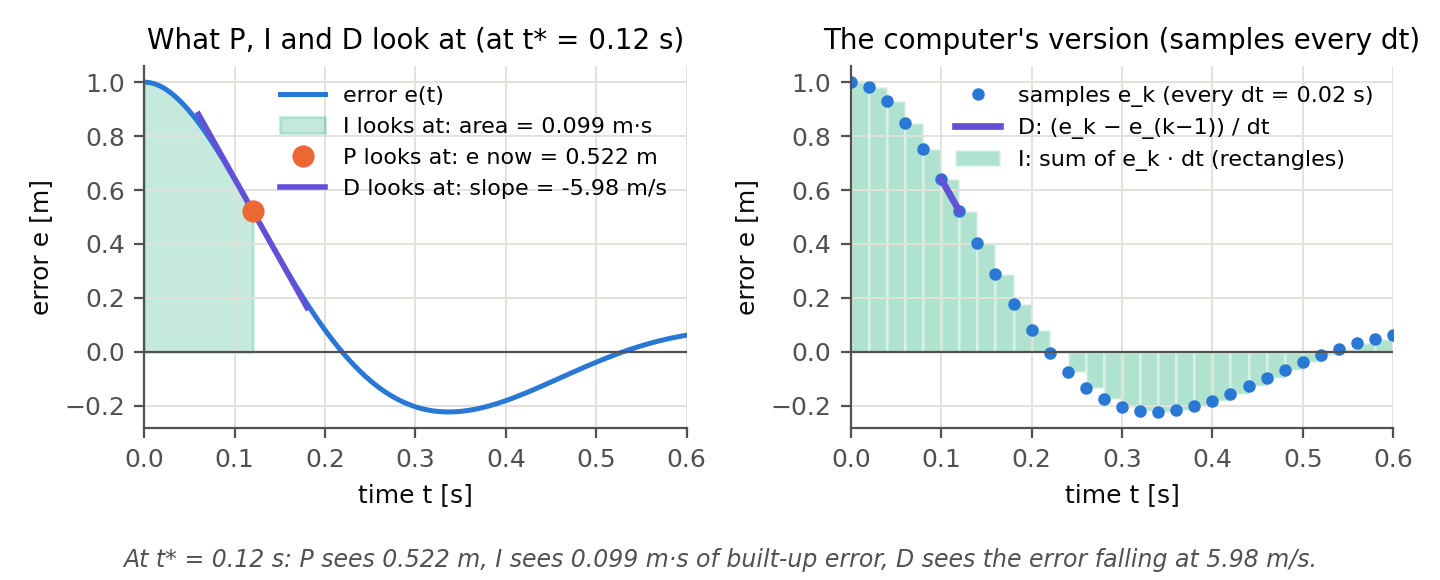 What P, I and D look at (at t* = 0.12 s)
error e(t)
I looks at: area = 0.099 m·s
P looks at: e now = 0.522 m
D looks at: slope = -5.98 m/s
1.0
0.8
0.6
0.4
0.2
0.0
−0.2
error e [m]
0.0 0.1 0.2 0.3 0.4 0.5 0.6
time t [s]
The computer's version (samples every dt)
samples e_k (every dt = 0.02 s)
D: (e_k − e_(k−1)) / dt
I: sum of e_k · dt (rectangles)
1.0
0.8
0.6
0.4
0.2
0.0
−0.2
error e [m]
0.0 0.1 0.2 0.3 0.4 0.5 0.6
time t [s]
At t* = 0.12 s: P sees 0.522 m, I sees 0.099 m·s of built-up error, D sees the error falling at 5.98 m/s.